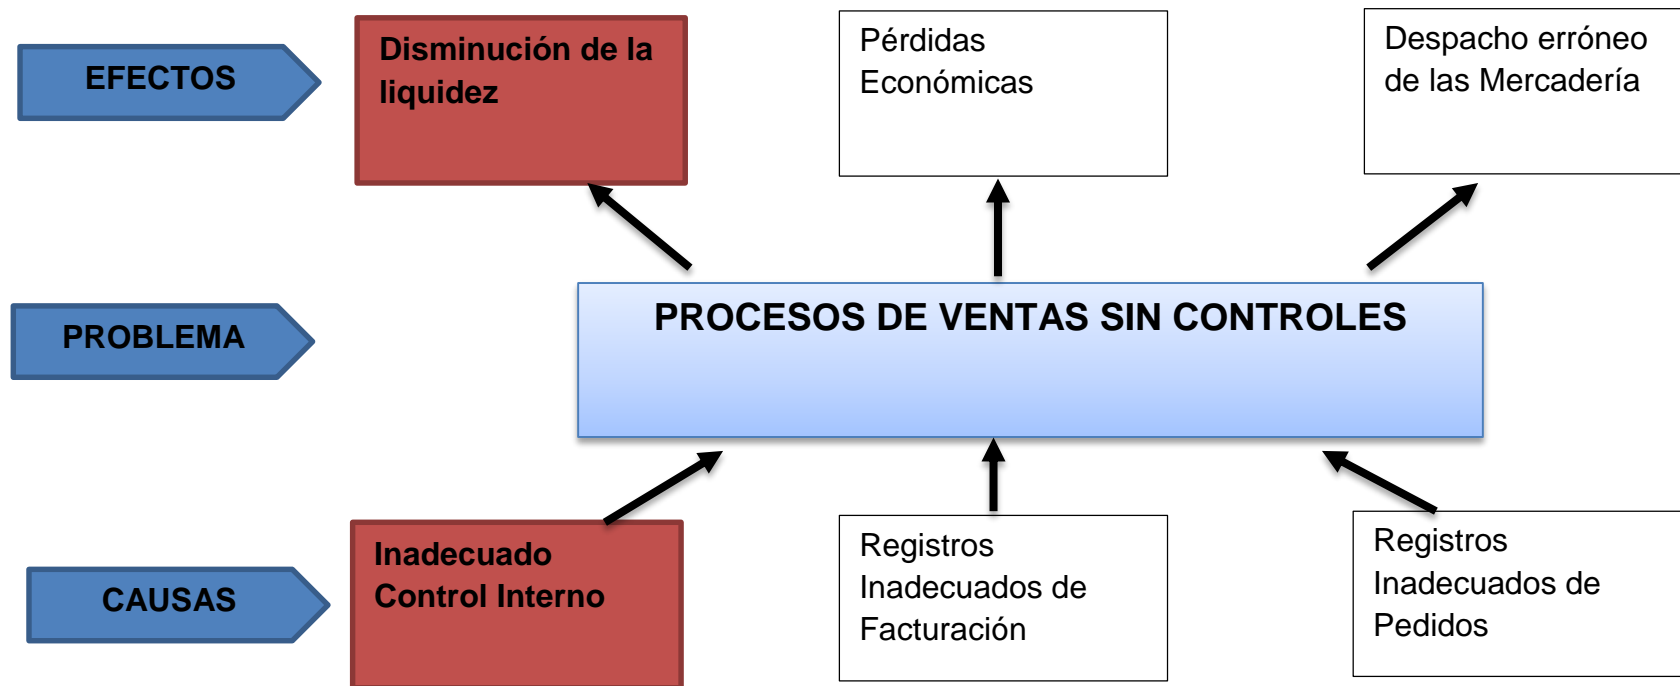 EFECTOS
Disminución de la
liquidez
Pérdidas
Económicas
Despacho erróneo
de las Mercadería
PROBLEMA
PROCESOS DE VENTAS SIN CONTROLES
CAUSAS
Inadecuado
Control Interno
Registros
Inadecuados de
Facturación
Registros
Inadecuados de
Pedidos